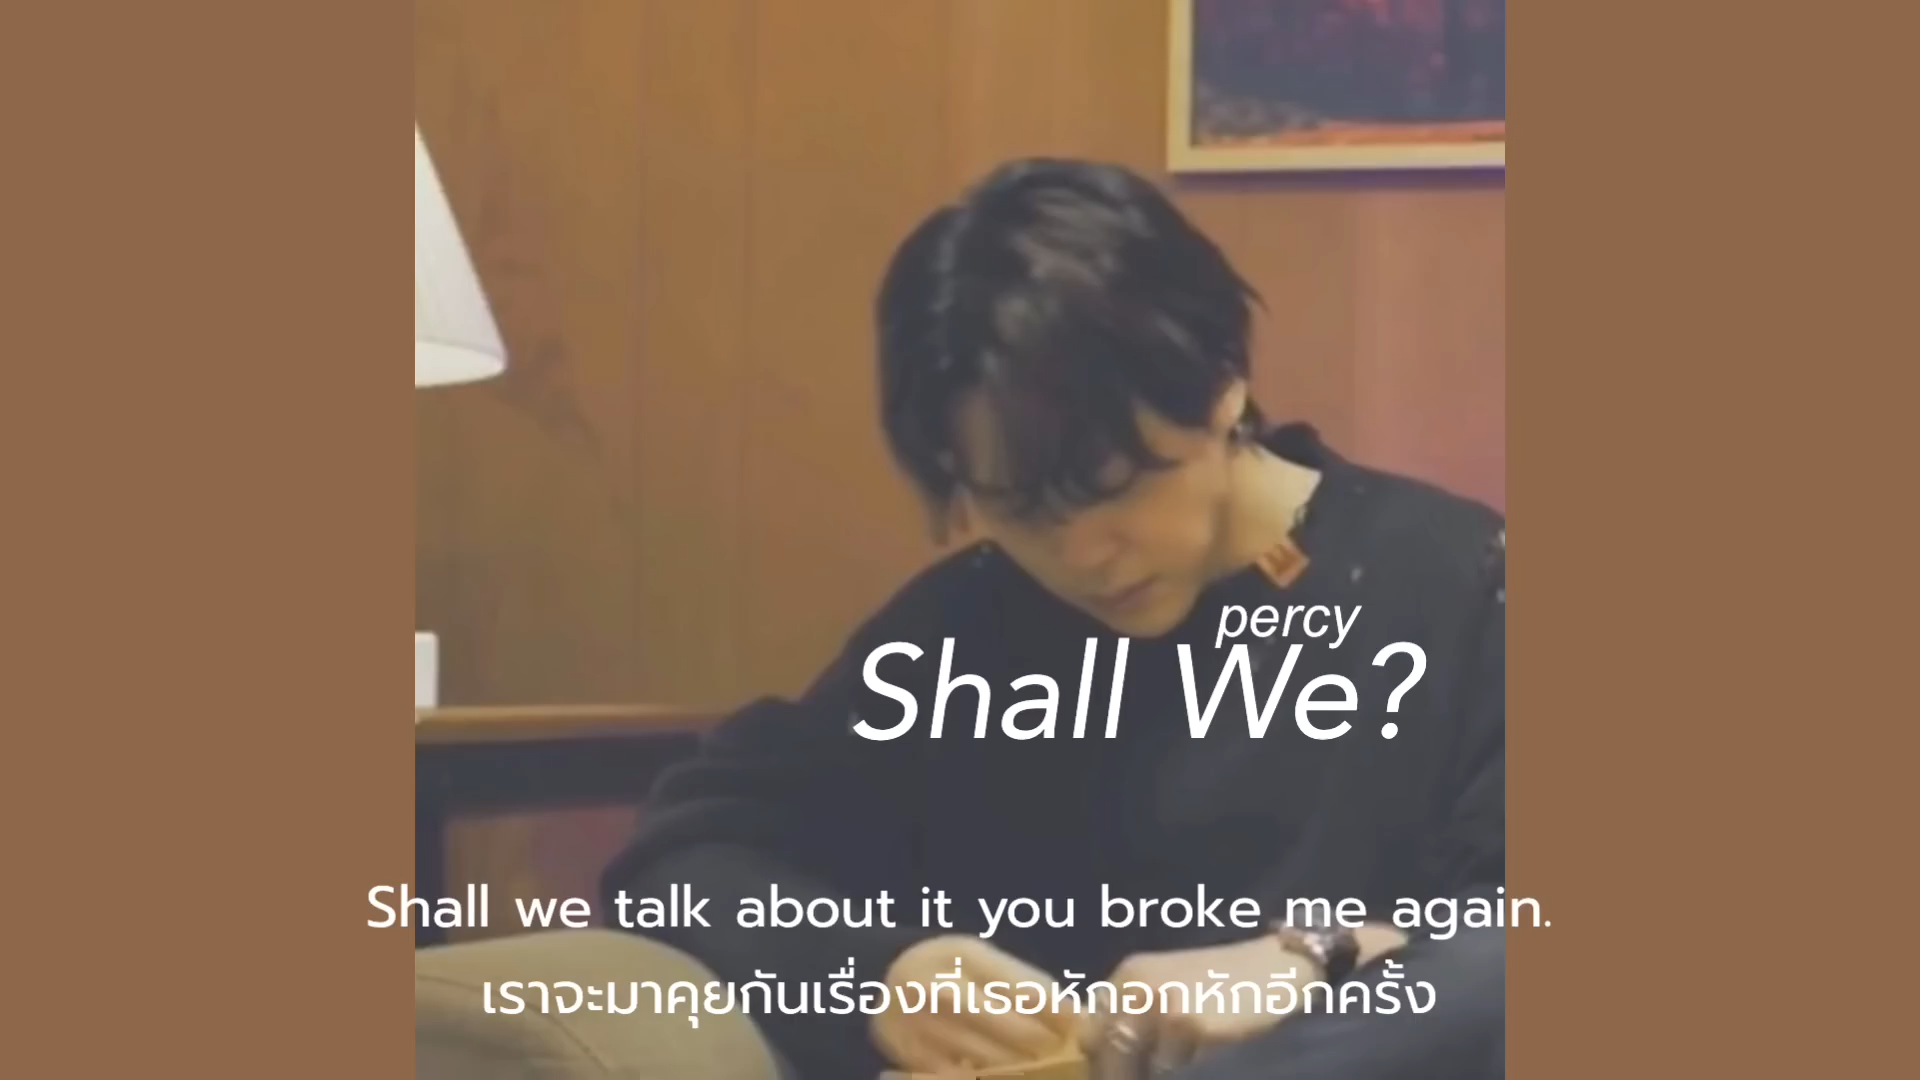 percy
Shall We?
Shall we talk about it you broke me again.
เราจะมาคุยกันเรื่องที่เธอหักอกหักอีกครั้ง